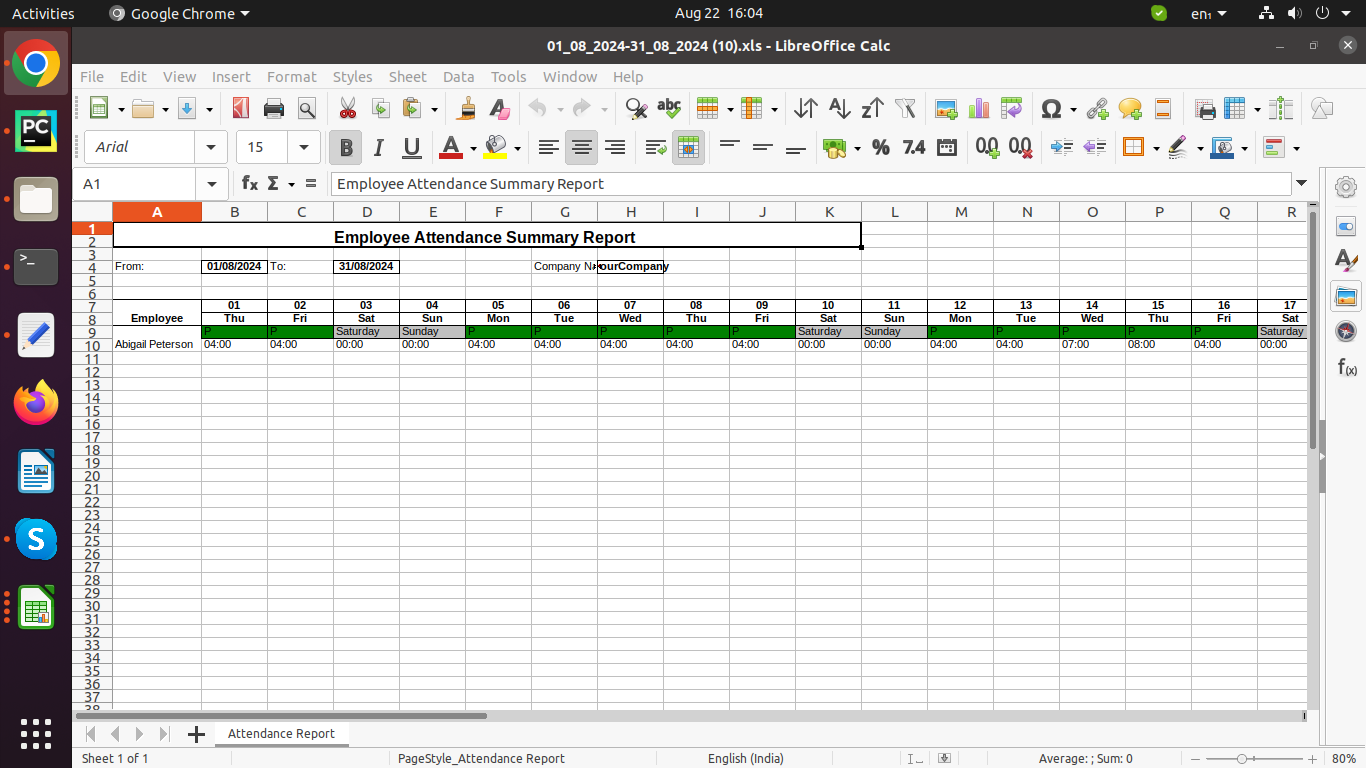 Activities Google Chrome Aug 22 16:04 en₁
01_08_2024-31_08_2024 (10).xls - LibreOffice Calc
File Edit View Insert Format Styles Sheet Data Tools Window Help
Arial 15
A1 Employee Attendance Summary Report
A B C D E F G H I J K L M N O P Q R
1
2 Employee Attendance Summary Report
3
4 From: 01/08/2024 To: 31/08/2024 Company N ourCompany
5
6
7 01 02 03 04 05 06 07 08 09 10 11 12 13 14 15 16 17
8 Employee Thu Fri Sat Sun Mon Tue Wed Thu Fri Sat Sun Mon Tue Wed Thu Fri Sat
9 P P Saturday Sunday P P P P P Saturday Sunday P P P P P Saturday
10 Abigail Peterson 04:00 04:00 00:00 00:00 04:00 04:00 04:00 04:00 04:00 00:00 00:00 04:00 04:00 07:00 08:00 04:00 00:00
11
12
13
14
15
16
17
18
19
20
21
22
23
24
25
26
27
28
29
30
31
32
33
34
35
36
37
38
Attendance Report
Sheet 1 of 1 PageStyle_Attendance Report English (India) Average: ; Sum: 0 80%